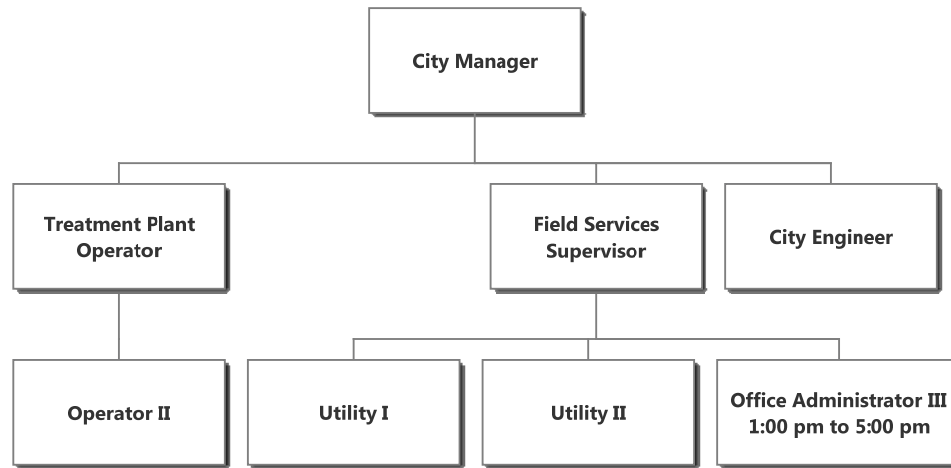 City Manager
Treatment Plant
Operator
Field Services
Supervisor
City Engineer
Operator II
Utility I
Utility II
Office Administrator III
1:00 pm to 5:00 pm